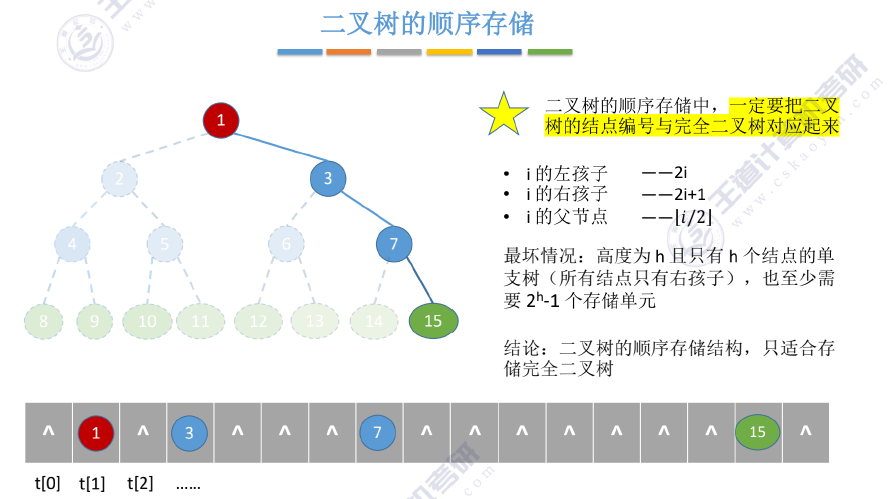 二叉树的顺序存储
二叉树的顺序存储中，一定要把二叉
树的结点编号与完全二叉树对应起来
• i 的左孩子 ——2i
• i 的右孩子 ——2i+1
• i 的父节点 ——⌊i/2⌋
最坏情况：高度为 h 且只有 h 个结点的单
支树（所有结点只有右孩子），也至少需
要 2ʰ-1 个存储单元
结论：二叉树的顺序存储结构，只适合存
储完全二叉树
1
2 3
4 5 6 7
8 9 10 11 12 13 14 15
^ 1 ^ 3 ^ ^ ^ 7 ^ ^ ^ ^ ^ ^ ^ 15 ^
t[0] t[1] t[2] ……
王道计算机考研
www.cskaoyan.com
机考研
.com
www.